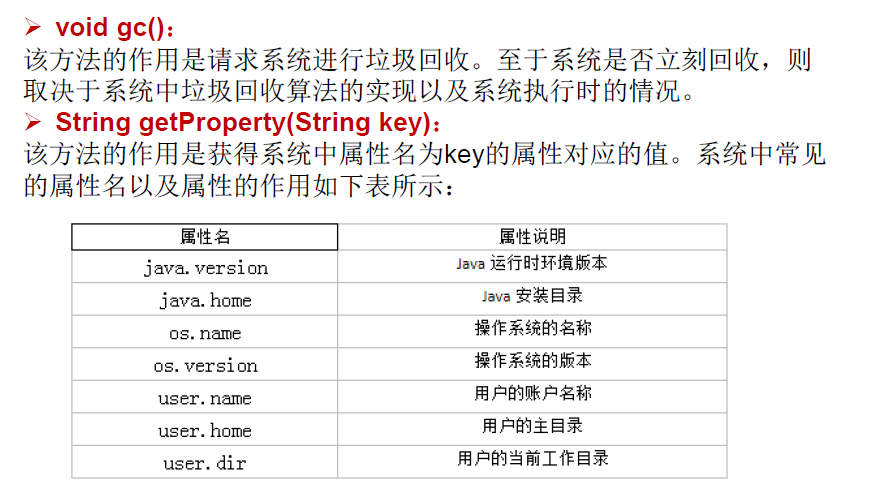 ➢ void gc()：
该方法的作用是请求系统进行垃圾回收。至于系统是否立刻回收，则
取决于系统中垃圾回收算法的实现以及系统执行时的情况。
➢ String getProperty(String key)：
该方法的作用是获得系统中属性名为key的属性对应的值。系统中常见
的属性名以及属性的作用如下表所示：
属性名 属性说明
java.version Java 运行时环境版本
java.home Java 安装目录
os.name 操作系统的名称
os.version 操作系统的版本
user.name 用户的账户名称
user.home 用户的主目录
user.dir 用户的当前工作目录